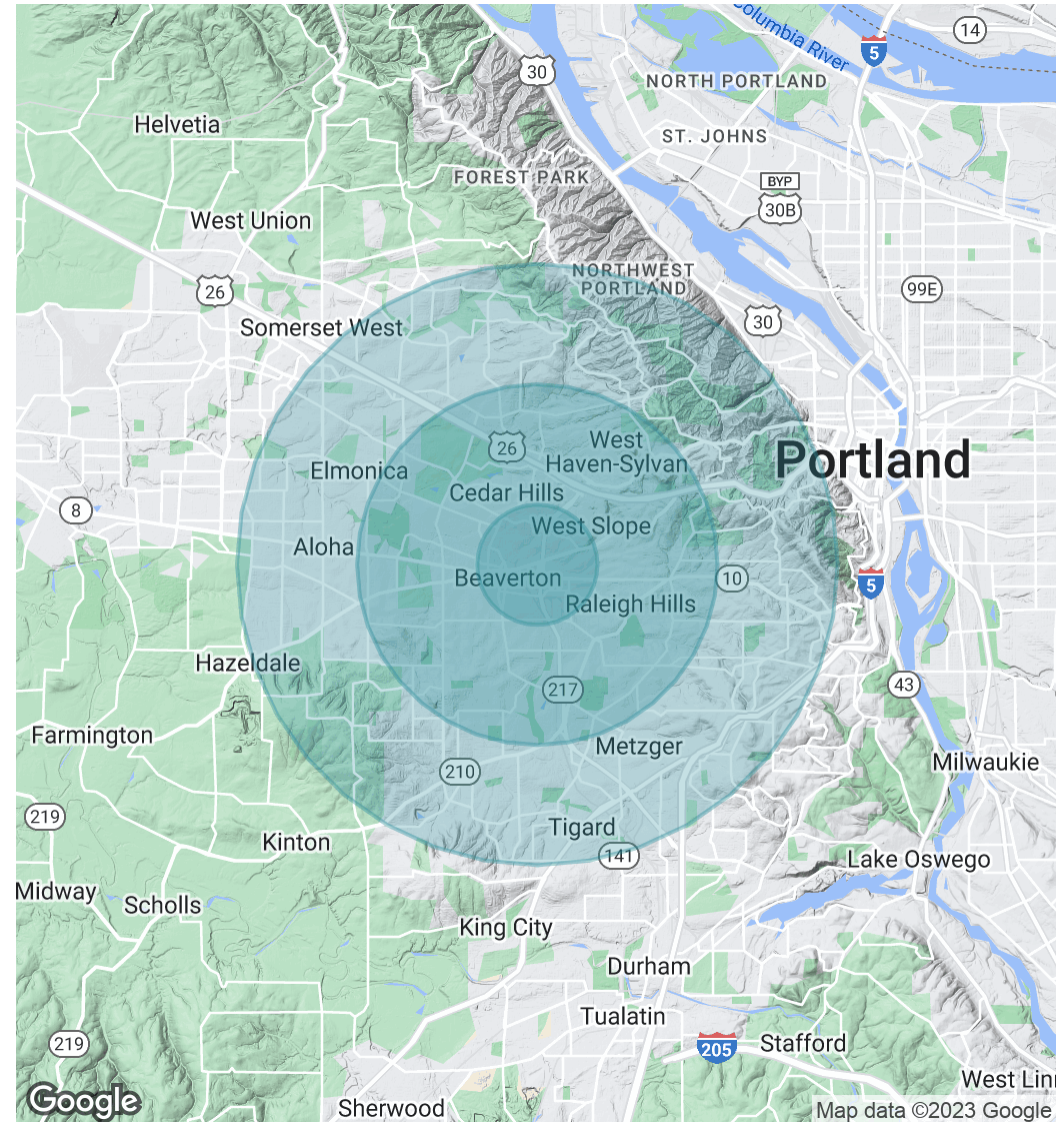 Columbia River
14
5
30
NORTH PORTLAND
Helvetia
ST. JOHNS
FOREST PARK
BYP
30B
West Union
NORTHWEST
PORTLAND
26
99E
Somerset West
30
West
Haven-Sylvan
26
Portland
Elmonica
Cedar Hills
8
West Slope
Aloha
Beaverton
10
5
Raleigh Hills
Hazeldale
217
43
Farmington
Metzger
Milwaukie
210
219
Tigard
Kinton
141
Lake Oswego
Midway
Scholls
King City
Durham
Tualatin
219
205
Stafford
West Lin
Google
Sherwood
Map data ©2023 Google